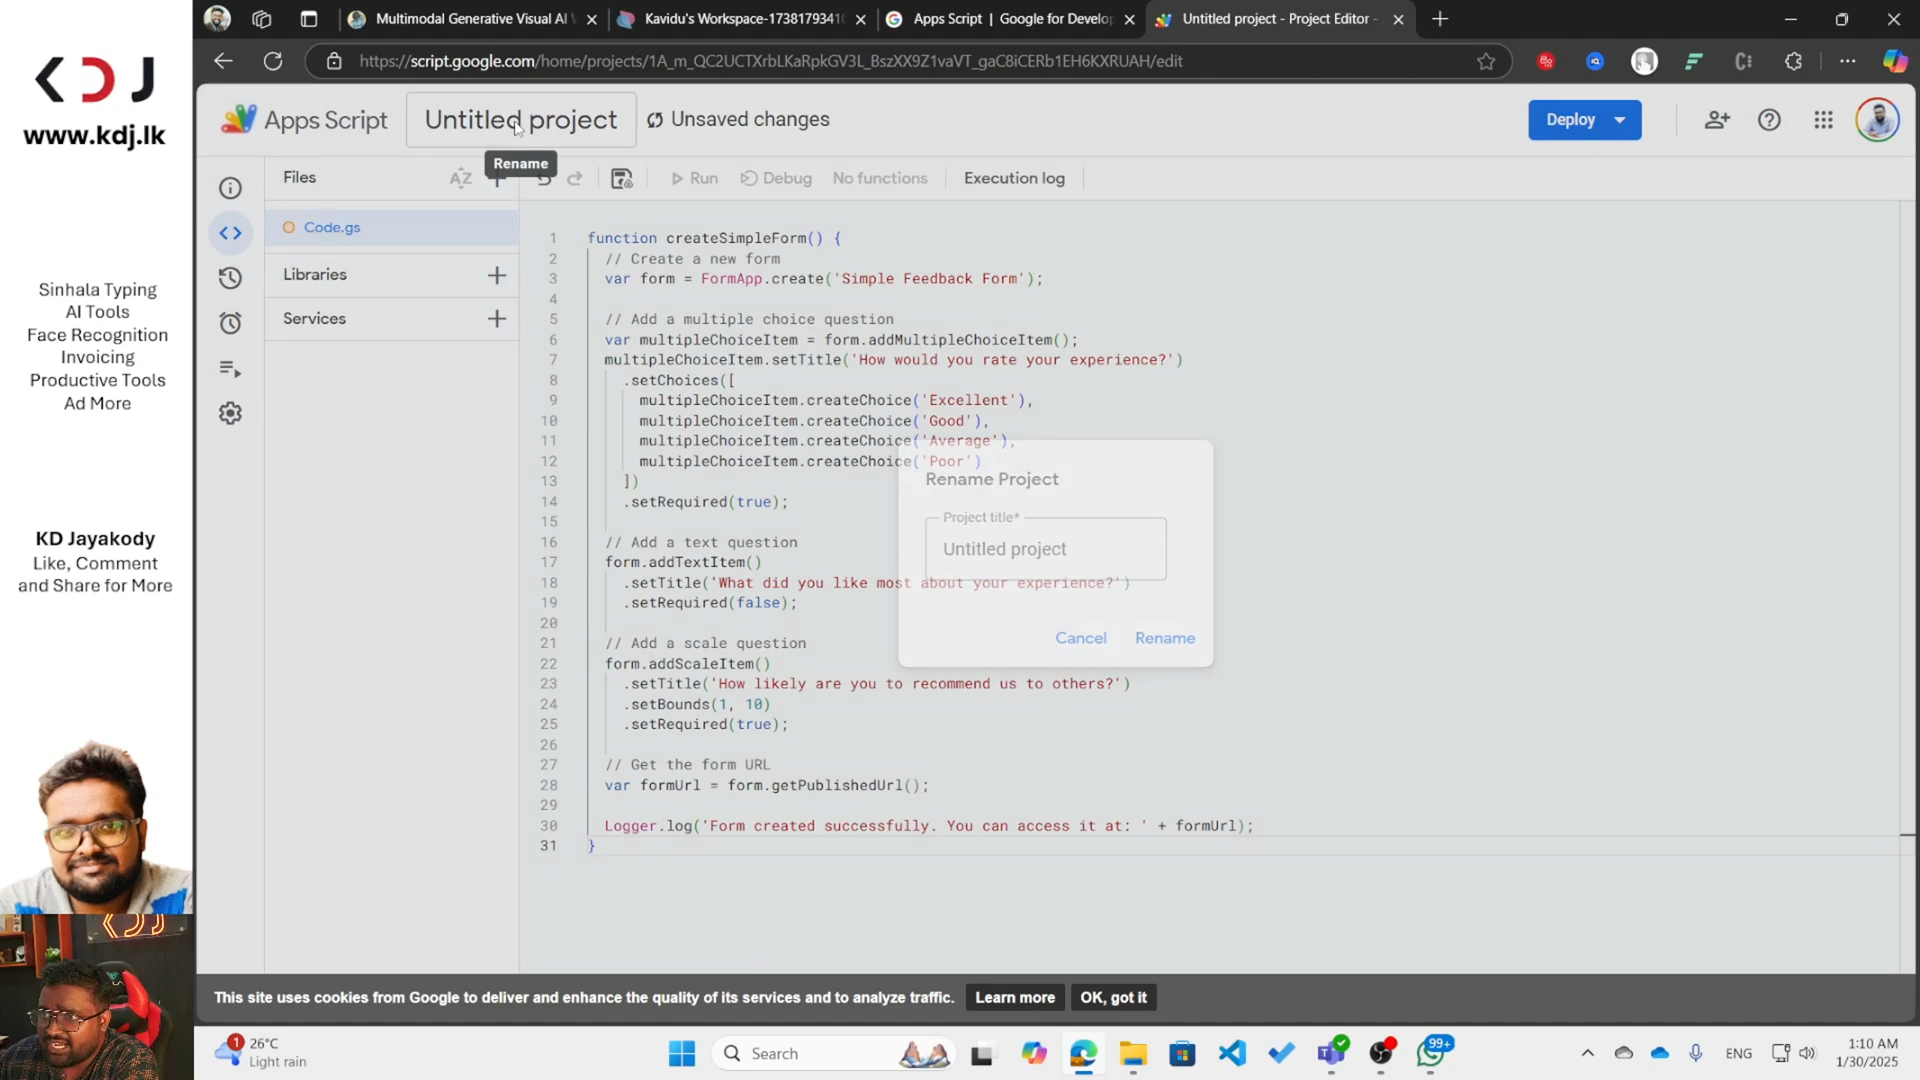 KDJ
www.kdj.lk
Sinhala Typing
AI Tools
Face Recognition
Invoicing
Productive Tools
Ad More
KD Jayakody
Like, Comment
and Share for More
Multimodal Generative Visual AI
Kavidu's Workspace-1738179341
Apps Script | Google for Develo
Untitled project - Project Editor -
https://script.google.com/home/projects/1A_m_QC2UCTXrbLKaRpkGV3L_BszXX9Z1vaVT_gaC8iCERb1EH6KXRUAH/edit
Apps Script
Untitled project
Unsaved changes
Deploy
Rename
Files
Run
Debug
No functions
Execution log
Code.gs
Libraries
Services
1 function createSimpleForm() {
2 // Create a new form
3 var form = FormApp.create('Simple Feedback Form');
4
5 // Add a multiple choice question
6 var multipleChoiceItem = form.addMultipleChoiceItem();
7 multipleChoiceItem.setTitle('How would you rate your experience?')
8 .setChoices([
9 multipleChoiceItem.createChoice('Excellent'),
10 multipleChoiceItem.createChoice('Good'),
11 multipleChoiceItem.createChoice('Average'),
12 multipleChoiceItem.createChoice('Poor')
13 ])
14 .setRequired(true);
15
16 // Add a text question
17 form.addTextItem()
18 .setTitle('What did you like most about your experience?')
19 .setRequired(false);
20
21 // Add a scale question
22 form.addScaleItem()
23 .setTitle('How likely are you to recommend us to others?')
24 .setBounds(1, 10)
25 .setRequired(true);
26
27 // Get the form URL
28 var formUrl = form.getPublishedUrl();
29
30 Logger.log('Form created successfully. You can access it at: ' + formUrl);
31 }
Rename Project
Project title*
Untitled project
Cancel
Rename
This site uses cookies from Google to deliver and enhance the quality of its services and to analyze traffic.
Learn more
OK, got it
1
26°C
Light rain
Search
99+
ENG
1:10 AM
1/30/2025